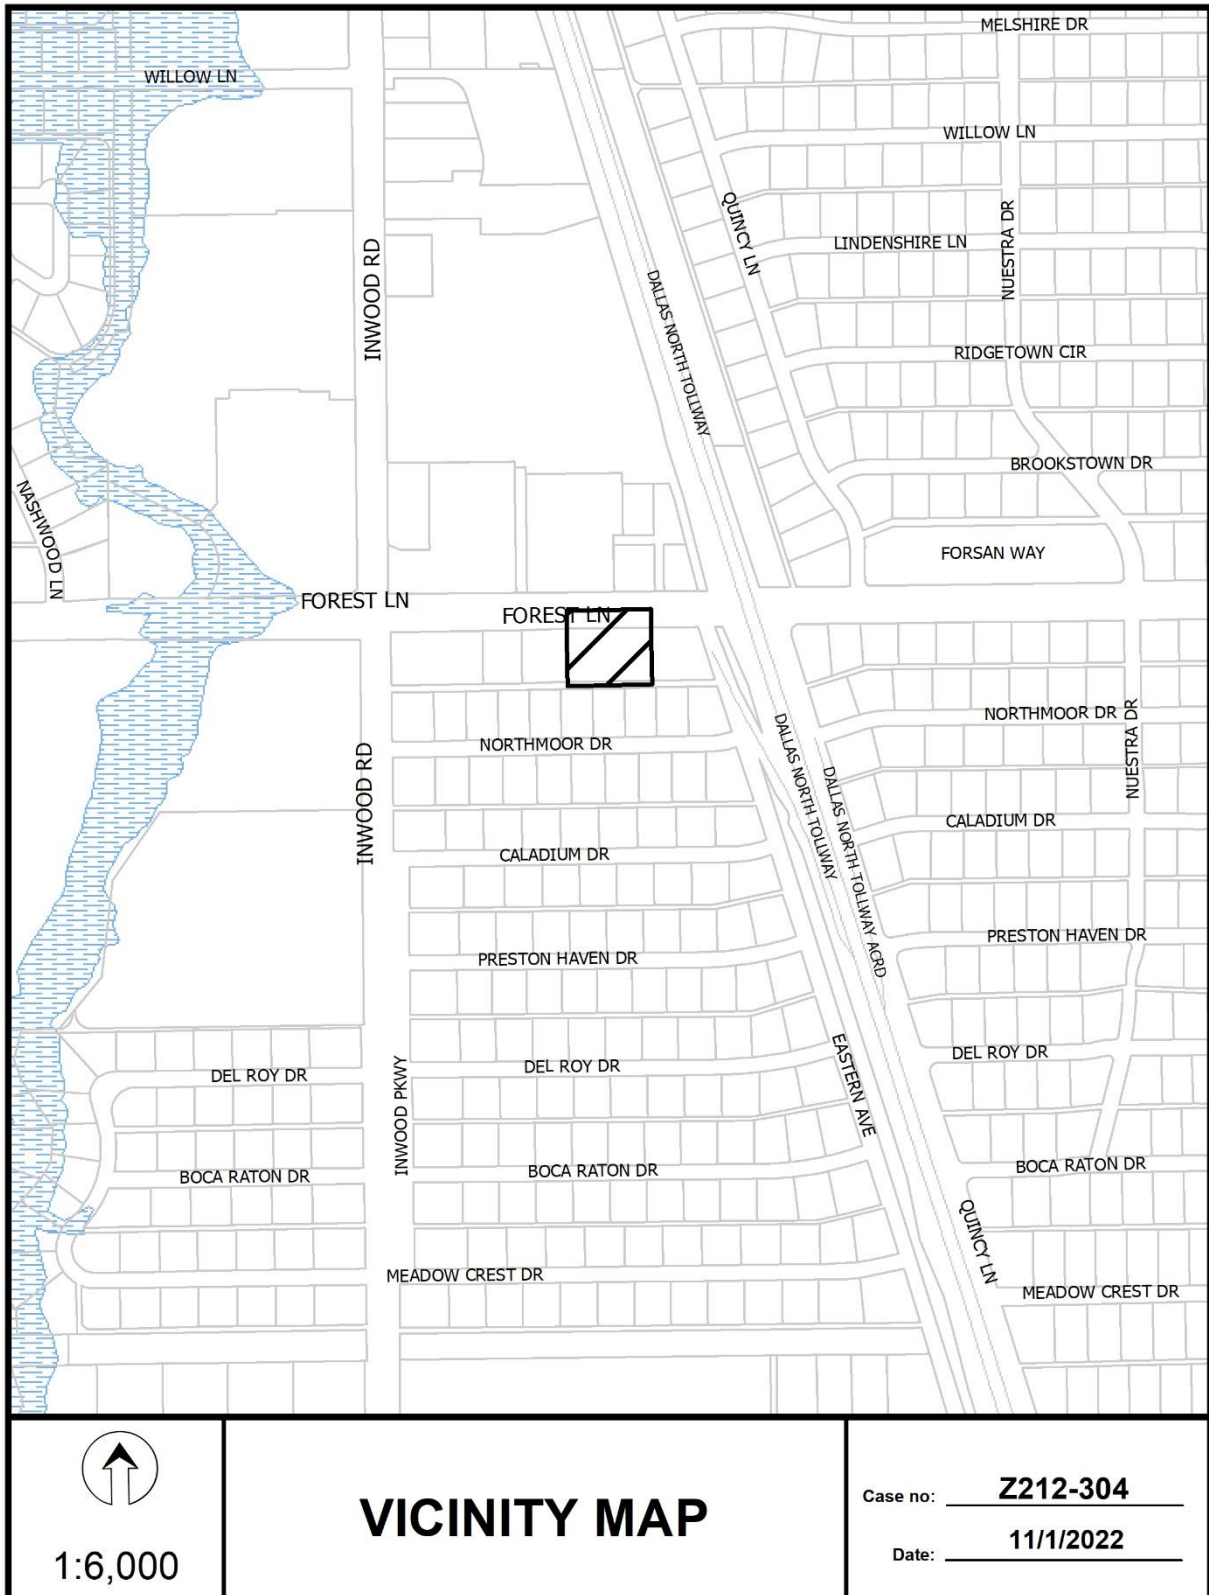 MELSHIRE DR
WILLOW LN
WILLOW LN
QUINCY LN
NUESTRA DR
LINDENSHIRE LN
INWOOD RD
DALLAS NORTH TOLLWAY
RIDGETOWN CIR
BROOKSTOWN DR
NASHWOOD LN
FORSAN WAY
FOREST LN
FOREST LN
NORTHMOOR DR
NUESTRA DR
NORTHMOOR DR
INWOOD RD
DALLAS NORTH TOLLWAY
DALLAS NORTH TOLLWAY ACRD
CALADIUM DR
CALADIUM DR
PRESTON HAVEN DR
PRESTON HAVEN DR
EASTERN AVE
DEL ROY DR
DEL ROY DR
DEL ROY DR
INWOOD PKWY
BOCA RATON DR
BOCA RATON DR
BOCA RATON DR
QUINCY LN
MEADOW CREST DR
MEADOW CREST DR
1:6,000
VICINITY MAP
Case no: Z212-304
Date: 11/1/2022